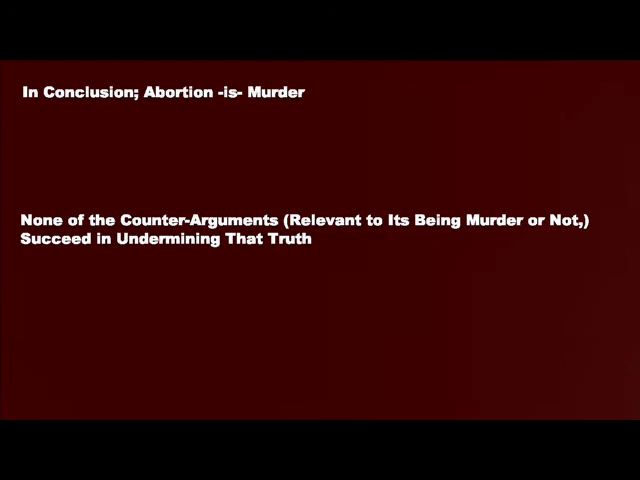 In Conclusion; Abortion -is- Murder
None of the Counter-Arguments (Relevant to Its Being Murder or Not,)
Succeed in Undermining That Truth